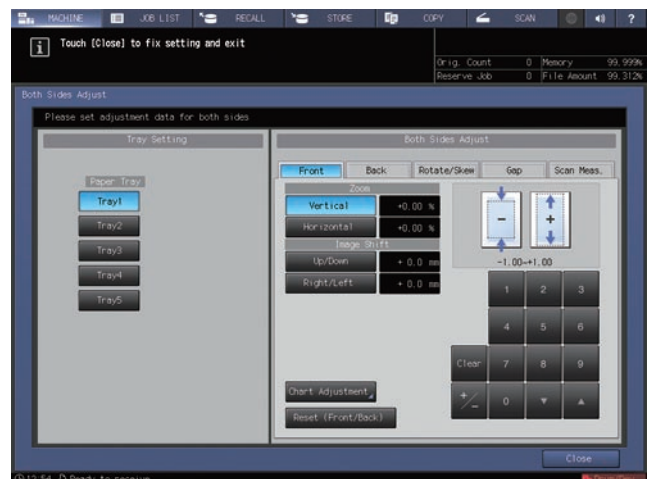 MACHINE JOB LIST RECALL STORE COPY SCAN ?
Touch [Close] to fix setting and exit
Orig. Count 0 Memory 99.999%
Reserve Job 0 File Amount 99.312%
Both Sides Adjust
Please set adjustment data for both sides
Tray Setting
Both Sides Adjust
Paper Tray
Tray1
Tray2
Tray3
Tray4
Tray5
Front Back Rotate/Skew Gap Scan Meas.
Zoom
Vertical +0.00 %
Horizontal +0.00 %
Image Shift
Up/Down + 0.0 mm
Right/Left + 0.0 mm
- +
-1.00~+1.00
1 2 3
4 5 6
Clear 7 8 9
+/- 0 ▼ ▲
Chart Adjustment
Reset (Front/Back)
Close
12:54 Ready to receive